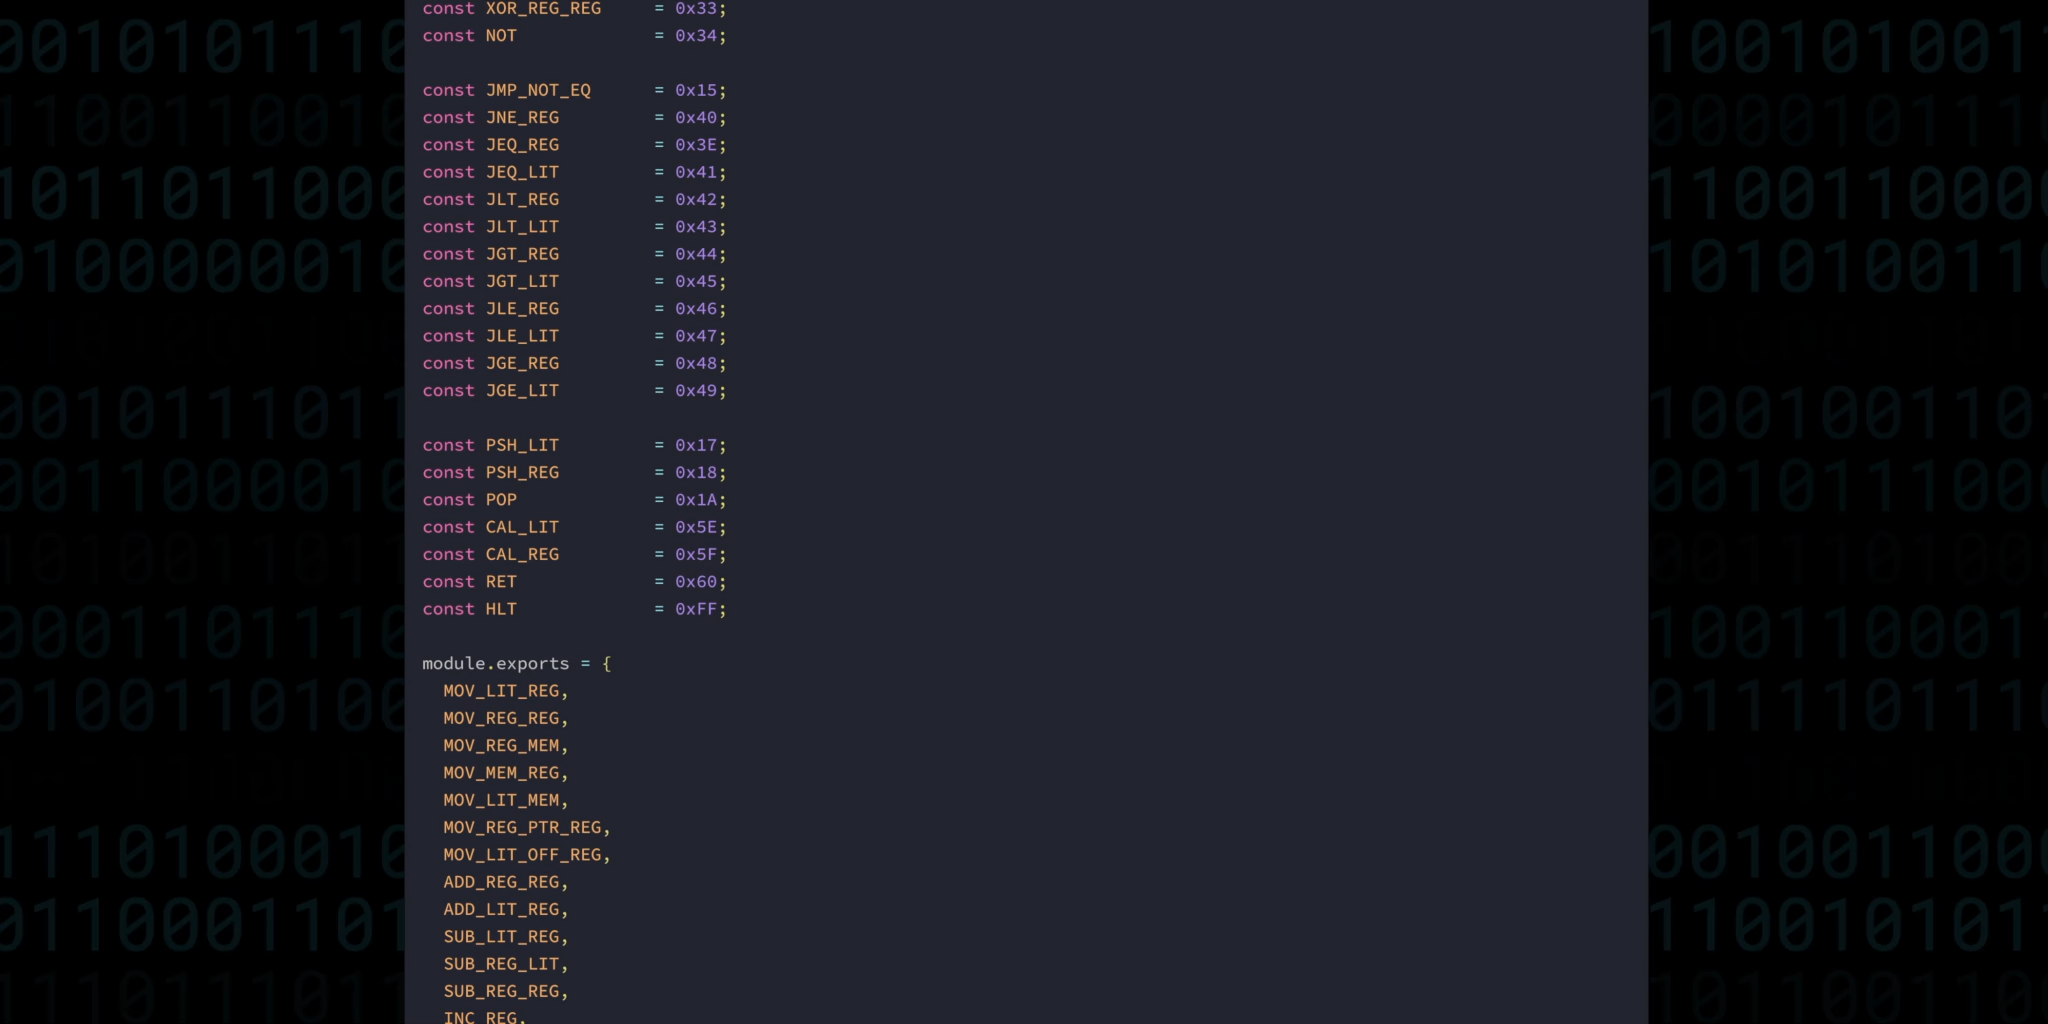 const XOR_REG_REG     = 0x33;
const NOT             = 0x34;

const JMP_NOT_EQ      = 0x15;
const JNE_REG         = 0x40;
const JEQ_REG         = 0x3E;
const JEQ_LIT         = 0x41;
const JLT_REG         = 0x42;
const JLT_LIT         = 0x43;
const JGT_REG         = 0x44;
const JGT_LIT         = 0x45;
const JLE_REG         = 0x46;
const JLE_LIT         = 0x47;
const JGE_REG         = 0x48;
const JGE_LIT         = 0x49;

const PSH_LIT         = 0x17;
const PSH_REG         = 0x18;
const POP             = 0x1A;
const CAL_LIT         = 0x5E;
const CAL_REG         = 0x5F;
const RET             = 0x60;
const HLT             = 0xFF;

module.exports = {
  MOV_LIT_REG,
  MOV_REG_REG,
  MOV_REG_MEM,
  MOV_MEM_REG,
  MOV_LIT_MEM,
  MOV_REG_PTR_REG,
  MOV_LIT_OFF_REG,
  ADD_REG_REG,
  ADD_LIT_REG,
  SUB_LIT_REG,
  SUB_REG_LIT,
  SUB_REG_REG,
  INC_REG,